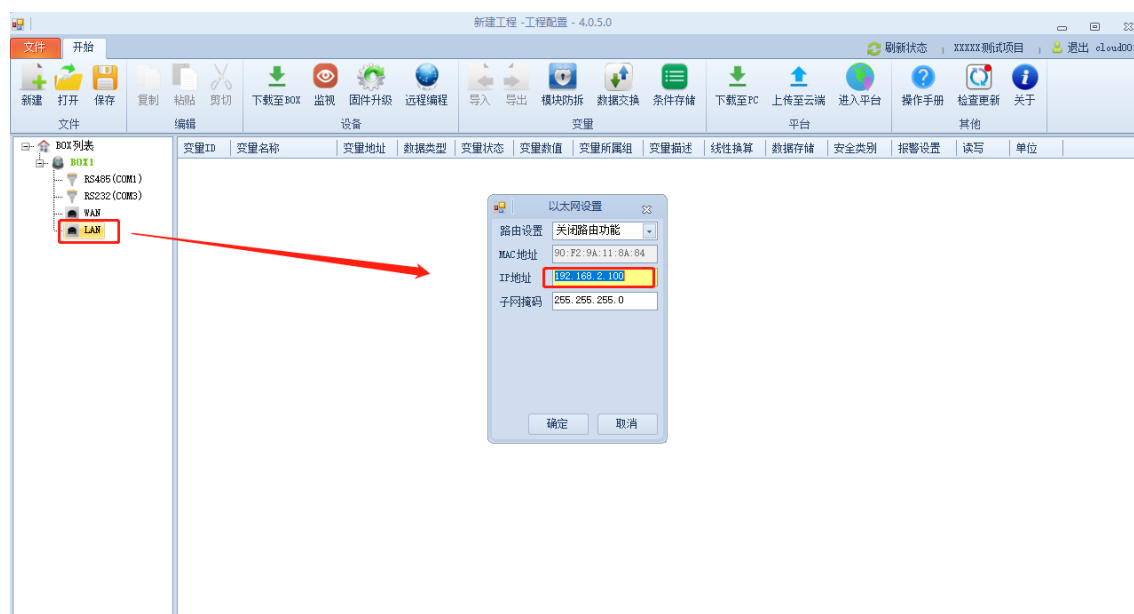 新建工程 -工程配置 - 4.0.5.0
文件 开始 刷新状态 XXXXX测试项目 退出 cloud00
新建 打开 保存 复制 粘贴 剪切 下载至BOX 监视 固件升级 远程编程 导入 导出 模块防拆 数据交换 条件存储 下载至PC 上传至云端 进入平台 操作手册 检查更新 关于
文件 编辑 设备 变量 平台 其他
BOX列表 变量ID 变量名称 变量地址 数据类型 变量状态 变量数值 变量所属组 变量描述 线性换算 数据存储 安全类别 报警设置 读写 单位
BOX1
RS485(COM1)
RS232(COM3)
WAN
LAN
以太网设置
路由设置 关闭路由功能
MAC地址 90:F2:9A:11:8A:84
IP地址 192.168.2.100
子网掩码 255.255.255.0
确定 取消